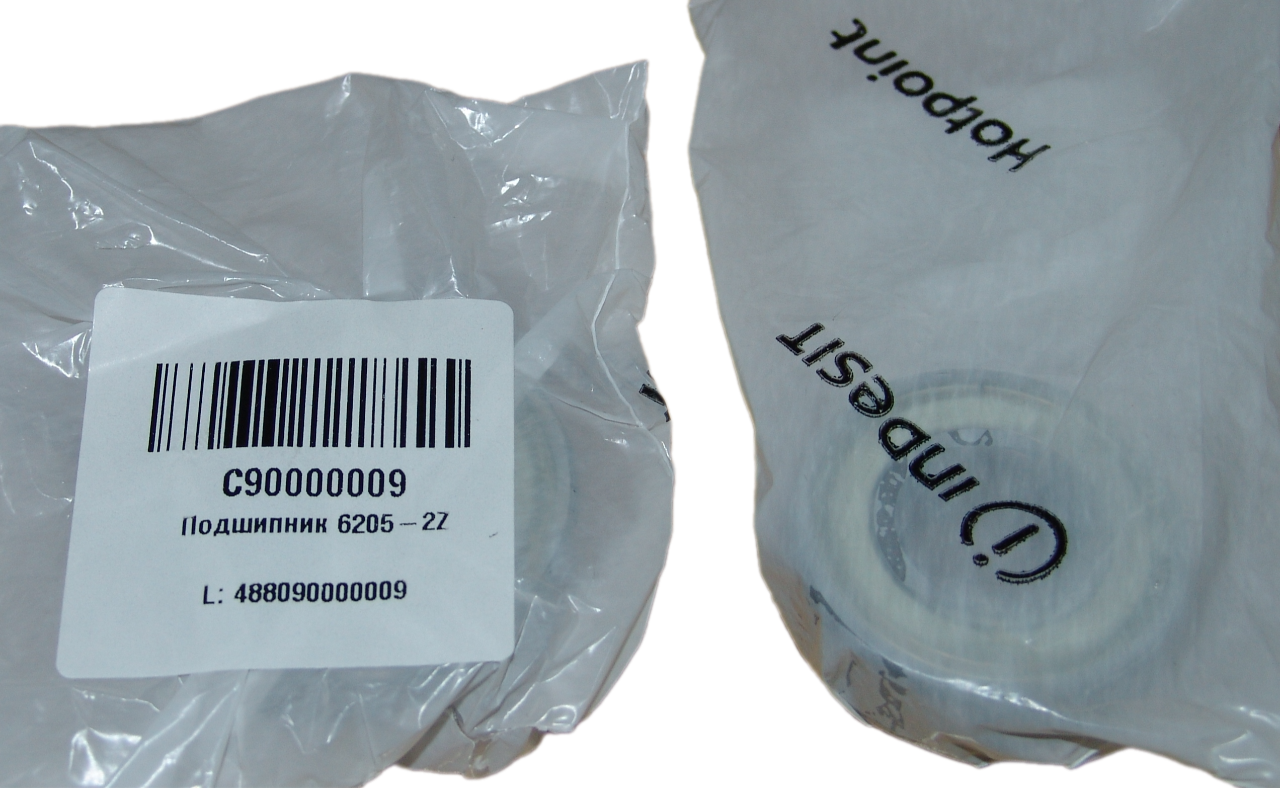 C90000009
Подшипник 6205-2Z
L: 488090000009
Hotpoint
INDESIT